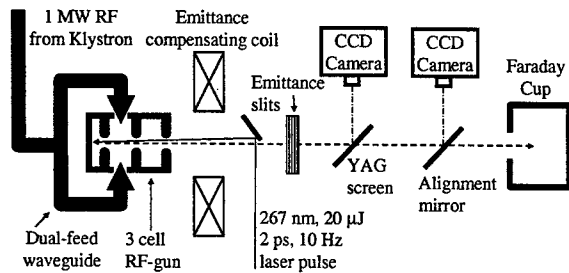 1 MW RF
from Klystron
Emittance
compensating coil
CCD
Camera
CCD
Camera
Emittance
slits
Faraday
Cup
YAG
screen
Alignment
mirror
Dual-feed
waveguide
3 cell
RF-gun
267 nm, 20 μJ
2 ps, 10 Hz
laser pulse